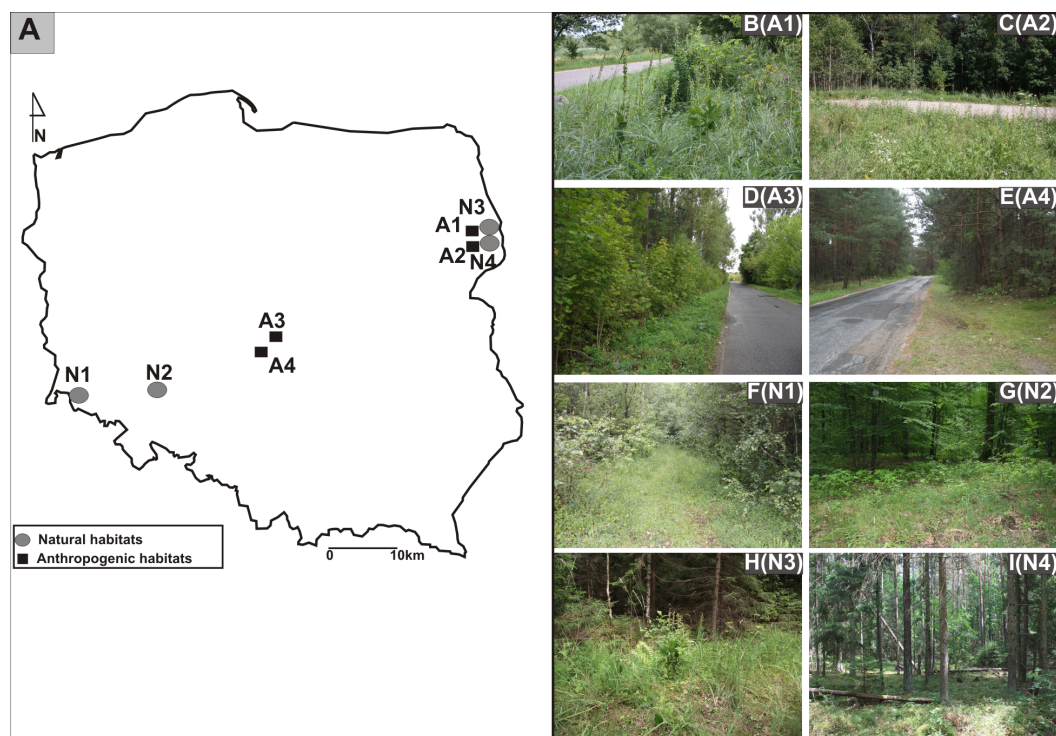 A
N
N3
A1
A2
N4
A3
A4
N1
N2
Natural habitats
Anthropogenic habitats
0 10km
B(A1)
C(A2)
D(A3)
E(A4)
F(N1)
G(N2)
H(N3)
I(N4)